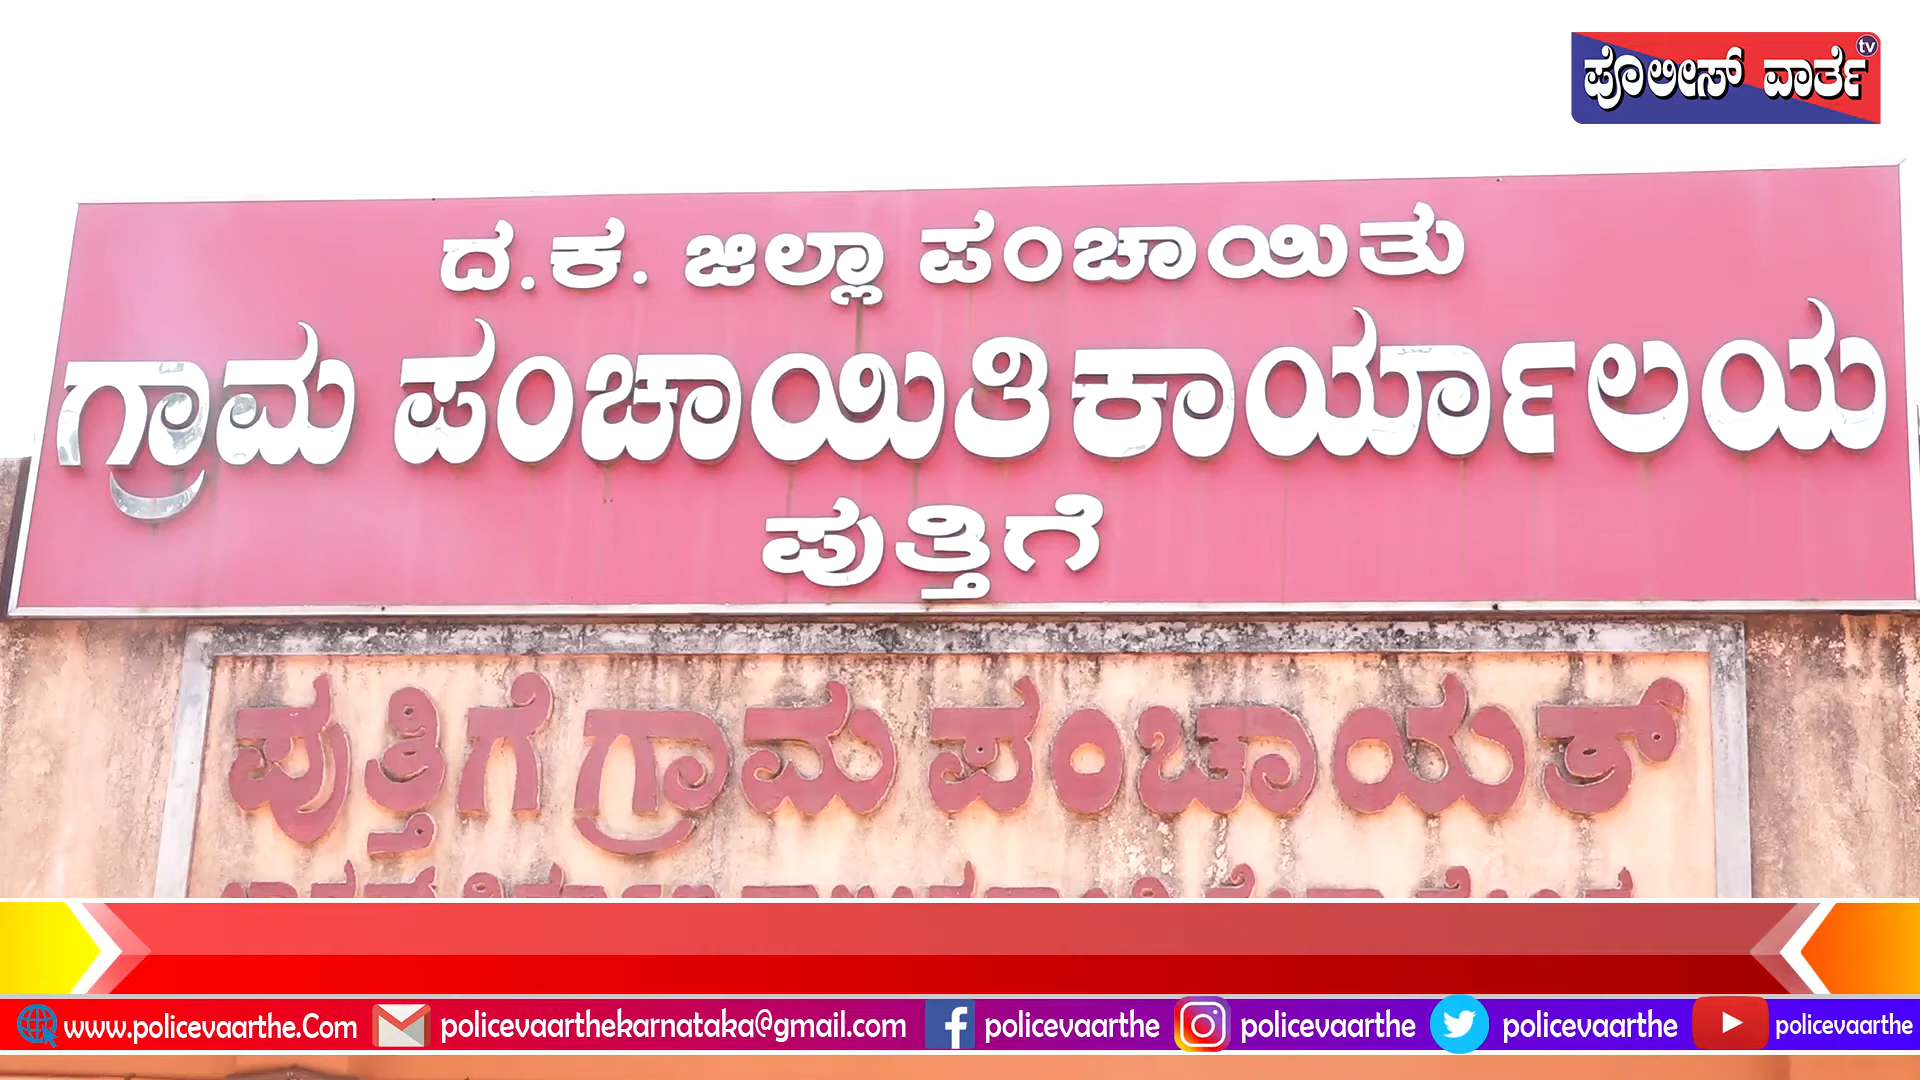 ಪೊಲೀಸ್ ವಾರ್ತೆ tv
ದ.ಕ. ಜಿಲ್ಲಾ ಪಂಚಾಯಿತು
ಗ್ರಾಮ ಪಂಚಾಯಿತಿ ಕಾರ್ಯಾಲಯ
ಪುತ್ತಿಗೆ
ಪುತ್ತಿಗೆ ಗ್ರಾಮ ಪಂಚಾಯತ್
www.policevaarthe.Com policevaarthekarnataka@gmail.com policevaarthe policevaarthe policevaarthe policevaarthe